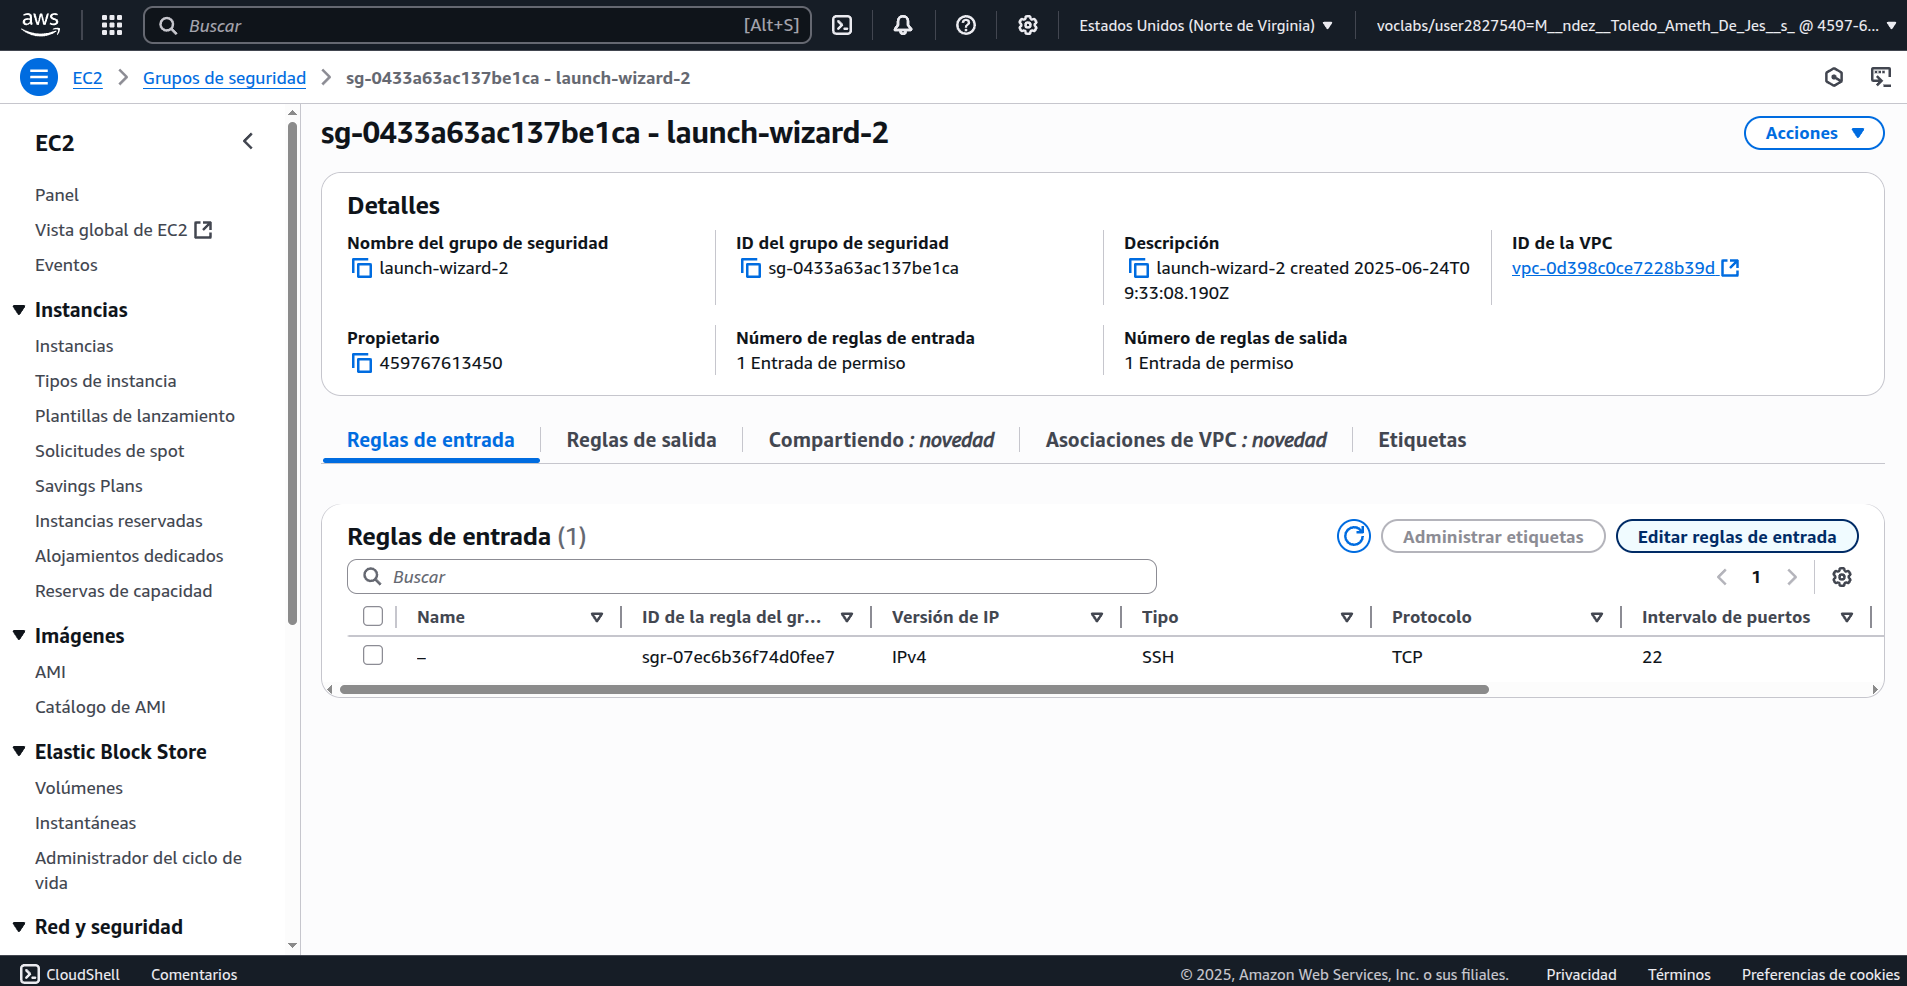 aws
Buscar
[Alt+S]
Estados Unidos (Norte de Virginia)
voclabs/user2827540=M__ndez__Toledo_Ameth_De_Jes__s_ @ 4597-6...
EC2
Grupos de seguridad
sg-0433a63ac137be1ca - launch-wizard-2
EC2
Panel
Vista global de EC2
Eventos
Instancias
Instancias
Tipos de instancia
Plantillas de lanzamiento
Solicitudes de spot
Savings Plans
Instancias reservadas
Alojamientos dedicados
Reservas de capacidad
Imágenes
AMI
Catálogo de AMI
Elastic Block Store
Volúmenes
Instantáneas
Administrador del ciclo de
vida
Red y seguridad
sg-0433a63ac137be1ca - launch-wizard-2
Acciones
Detalles
Nombre del grupo de seguridad
launch-wizard-2
ID del grupo de seguridad
sg-0433a63ac137be1ca
Descripción
launch-wizard-2 created 2025-06-24T0
9:33:08.190Z
ID de la VPC
vpc-0d398c0ce7228b39d
Propietario
459767613450
Número de reglas de entrada
1 Entrada de permiso
Número de reglas de salida
1 Entrada de permiso
Reglas de entrada
Reglas de salida
Compartiendo : novedad
Asociaciones de VPC : novedad
Etiquetas
Reglas de entrada (1)
Administrar etiquetas
Editar reglas de entrada
Buscar
1
Name
ID de la regla del gr...
Versión de IP
Tipo
Protocolo
Intervalo de puertos
–
sgr-07ec6b36f74d0fee7
IPv4
SSH
TCP
22
CloudShell
Comentarios
© 2025, Amazon Web Services, Inc. o sus filiales.
Privacidad
Términos
Preferencias de cookies